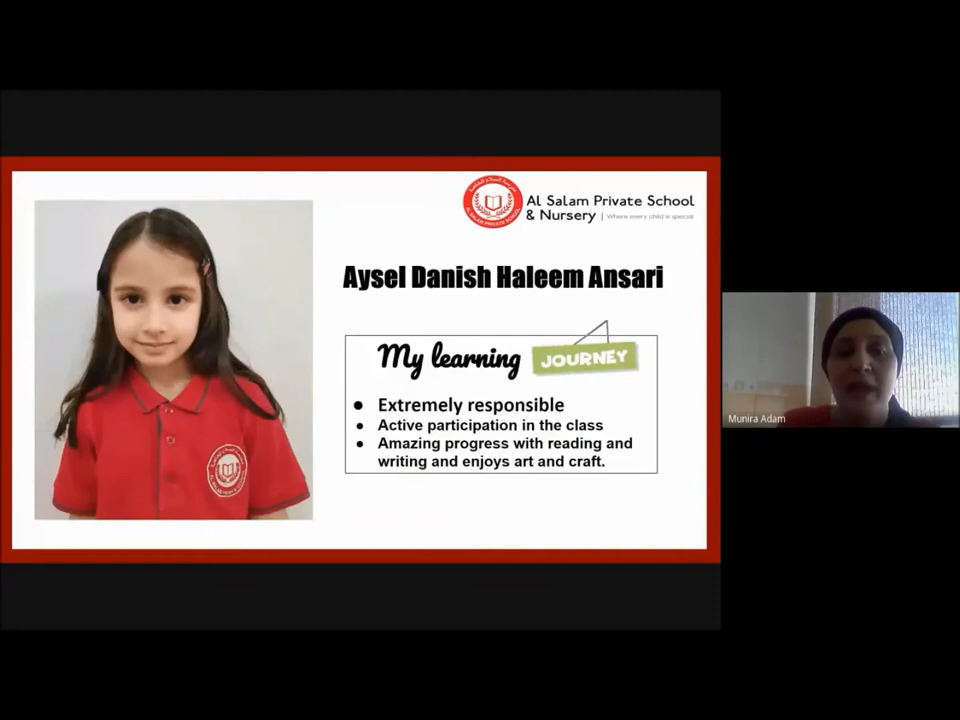 Al Salam Private School
& Nursery | Where every child is special
Aysel Danish Haleem Ansari
My learning JOURNEY
● Extremely responsible
● Active participation in the class
● Amazing progress with reading and
writing and enjoys art and craft.
Munira Adam